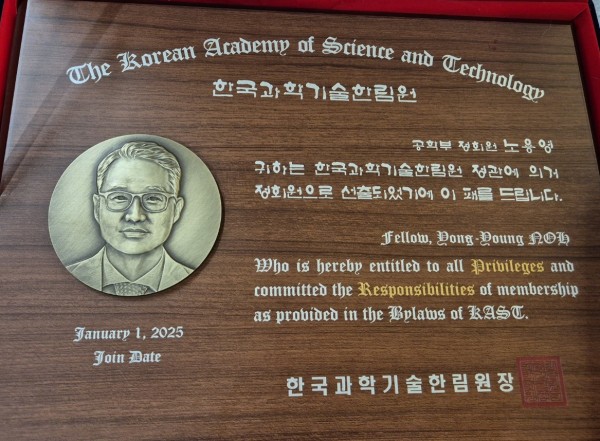 The Korean Academy of Science and Technology
한국과학기술한림원
공학부 정회원 노용영
귀하는 한국과학기술한림원 정관에 의거
정회원으로 선출되었기에 이 패를 드립니다.
Fellow, Yong-Young NOH
Who is hereby entitled to all Privileges and
committed the Responsibilities of membership
as provided in the Bylaws of KAST.
January 1, 2025
Join Date
한국과학기술한림원장